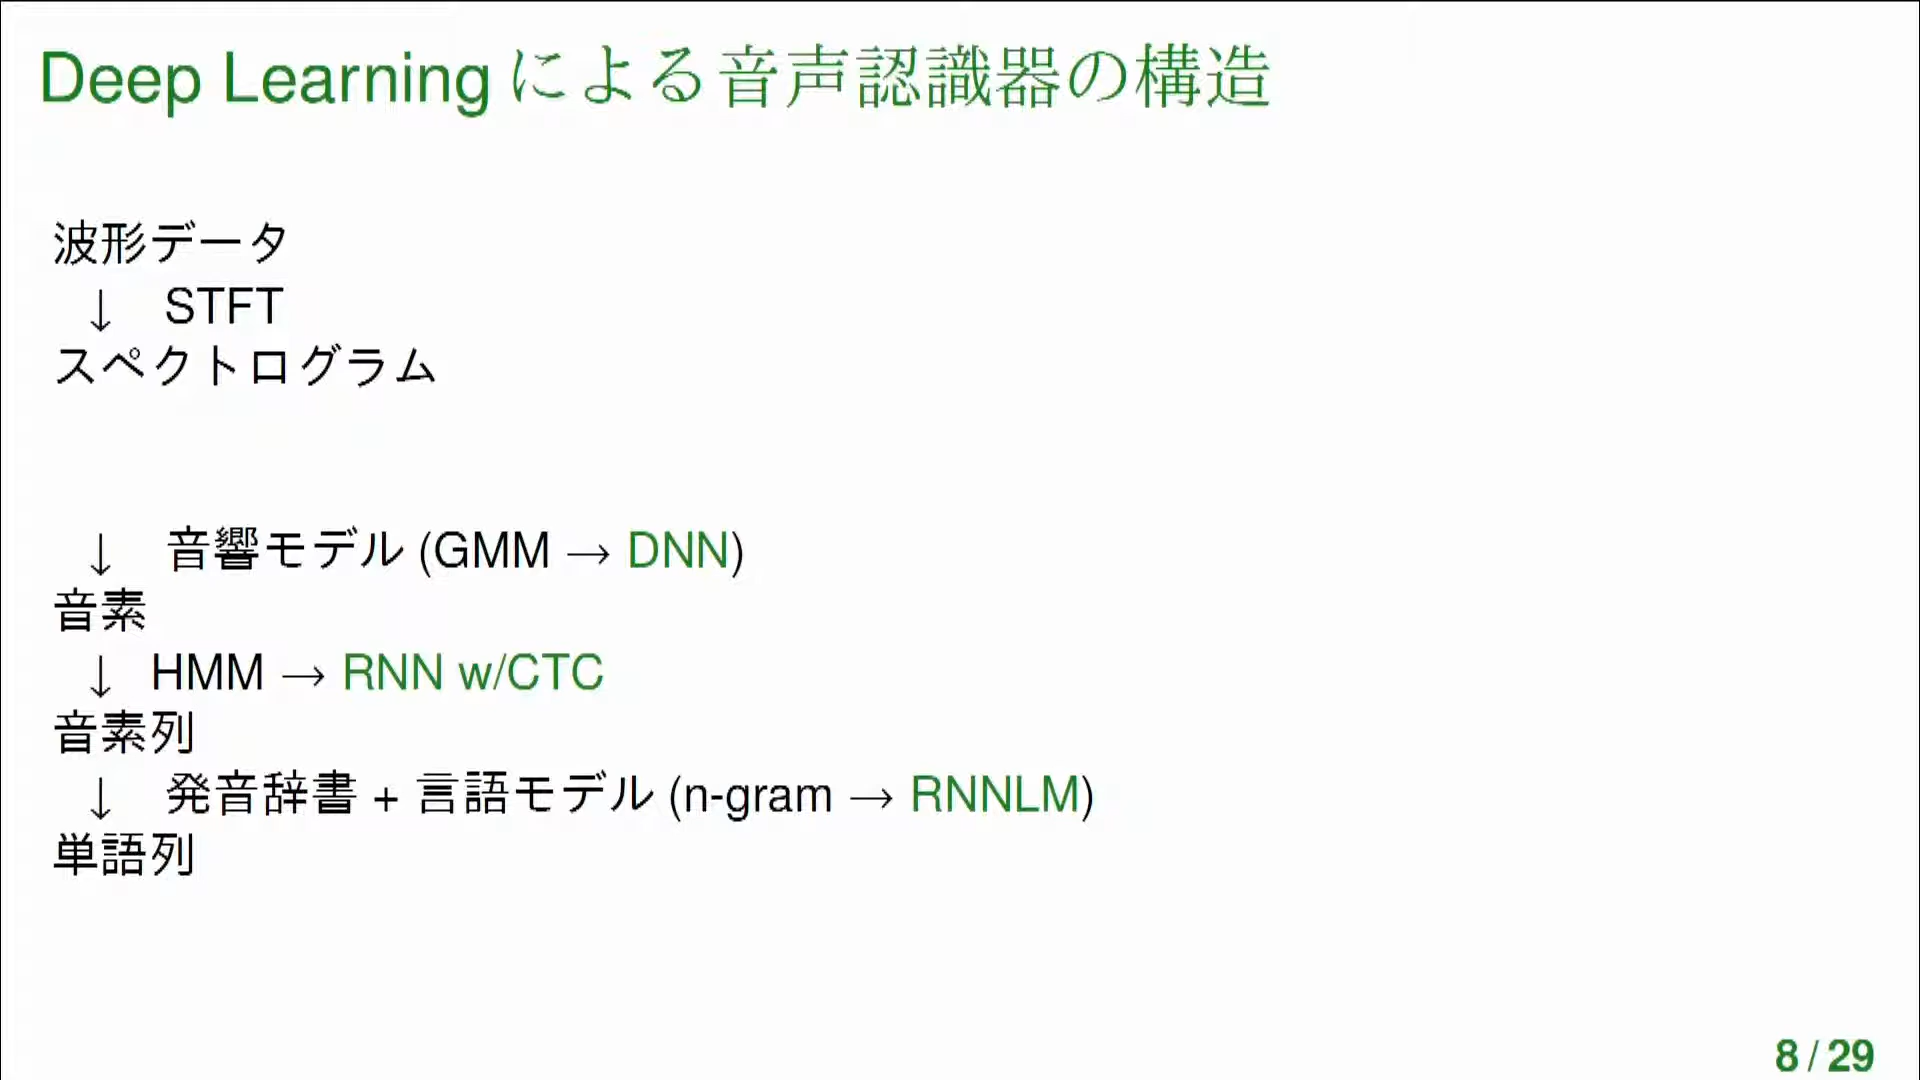 Deep Learning による音声認識器の構造
波形データ
↓ STFT
スペクトログラム
↓ 音響モデル (GMM → DNN)
音素
↓ HMM → RNN w/CTC
音素列
↓ 発音辞書 + 言語モデル (n-gram → RNNLM)
単語列
8 / 29